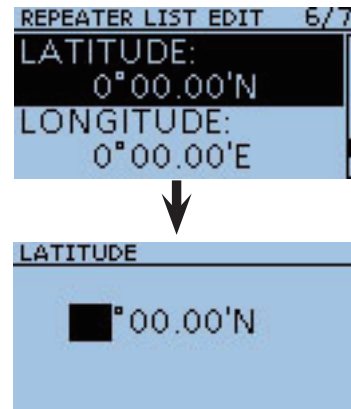 REPEATER LIST EDIT 6/7
LATITUDE:
0°00.00'N
LONGITUDE:
0°00.00'E
LATITUDE
°00.00'N